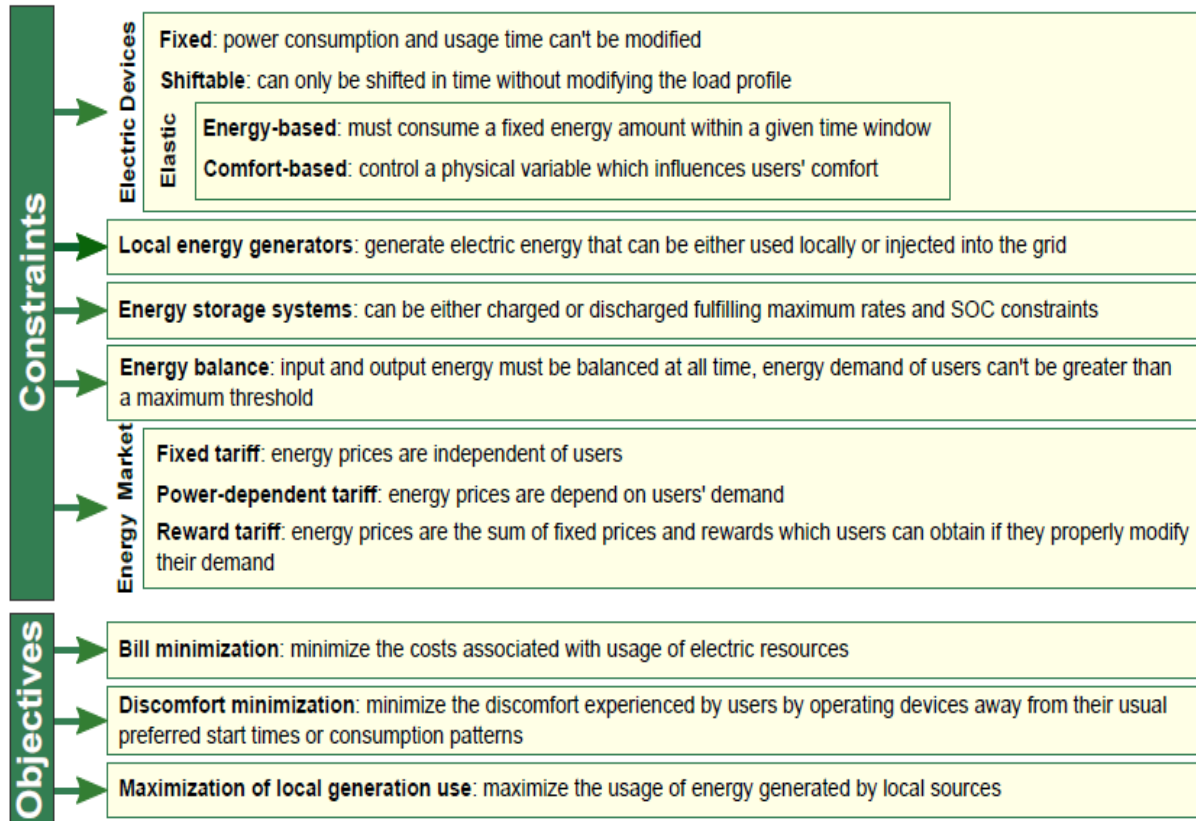 Constraints
Electric Devices
Fixed: power consumption and usage time can't be modified
Shiftable: can only be shifted in time without modifying the load profile
Elastic
Energy-based: must consume a fixed energy amount within a given time window
Comfort-based: control a physical variable which influences users' comfort
Local energy generators: generate electric energy that can be either used locally or injected into the grid
Energy storage systems: can be either charged or discharged fulfilling maximum rates and SOC constraints
Energy balance: input and output energy must be balanced at all time, energy demand of users can't be greater than
a maximum threshold
Energy Market
Fixed tariff: energy prices are independent of users
Power-dependent tariff: energy prices are depend on users' demand
Reward tariff: energy prices are the sum of fixed prices and rewards which users can obtain if they properly modify
their demand
Objectives
Bill minimization: minimize the costs associated with usage of electric resources
Discomfort minimization: minimize the discomfort experienced by users by operating devices away from their usual
preferred start times or consumption patterns
Maximization of local generation use: maximize the usage of energy generated by local sources